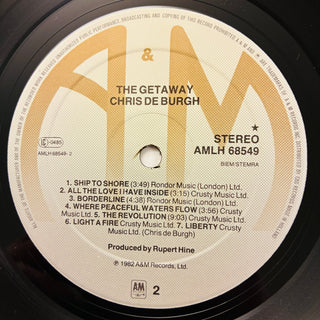 &
THE GETAWAY
CHRIS DE BURGH
STEREO
AMLH 68549
LC 0485
AMLH 68549-2
BIEM/STEMRA
1. SHIP TO SHORE (3:49) Rondor Music (London) Ltd.
2. ALL THE LOVE I HAVE INSIDE (3:15) Crusty Music Ltd.
3. BORDERLINE (4:38) Rondor Music (London) Ltd.
4. WHERE PEACEFUL WATERS FLOW (3:56) Crusty
Music Ltd. 5. THE REVOLUTION (9:03) Crusty Music Ltd.
6. LIGHT A FIRE Crusty Music Ltd. 7. LIBERTY Crusty
Music Ltd. (Chris de Burgh)
Produced by Rupert Hine
℗ 1982 A&M Records Ltd.
A&M
2